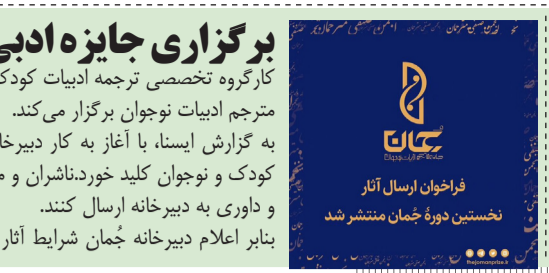 برگزاری جایزه ادبی
کارگروه تخصصی ترجمه ادبیات کودک
مترجم ادبیات نوجوان برگزار می‌کند.
به گزارش ایسنا، با آغاز به کار دبیرخا
کودک و نوجوان کلید خورد.ناشران و م
و داوری به دبیرخانه ارسال کنند.
بنابر اعلام دبیرخانه جُمان شرایط آثار
جمان
فراخوان ارسال آثار
نخستین دورهٔ جُمان منتشر شد
thejomanprize.ir